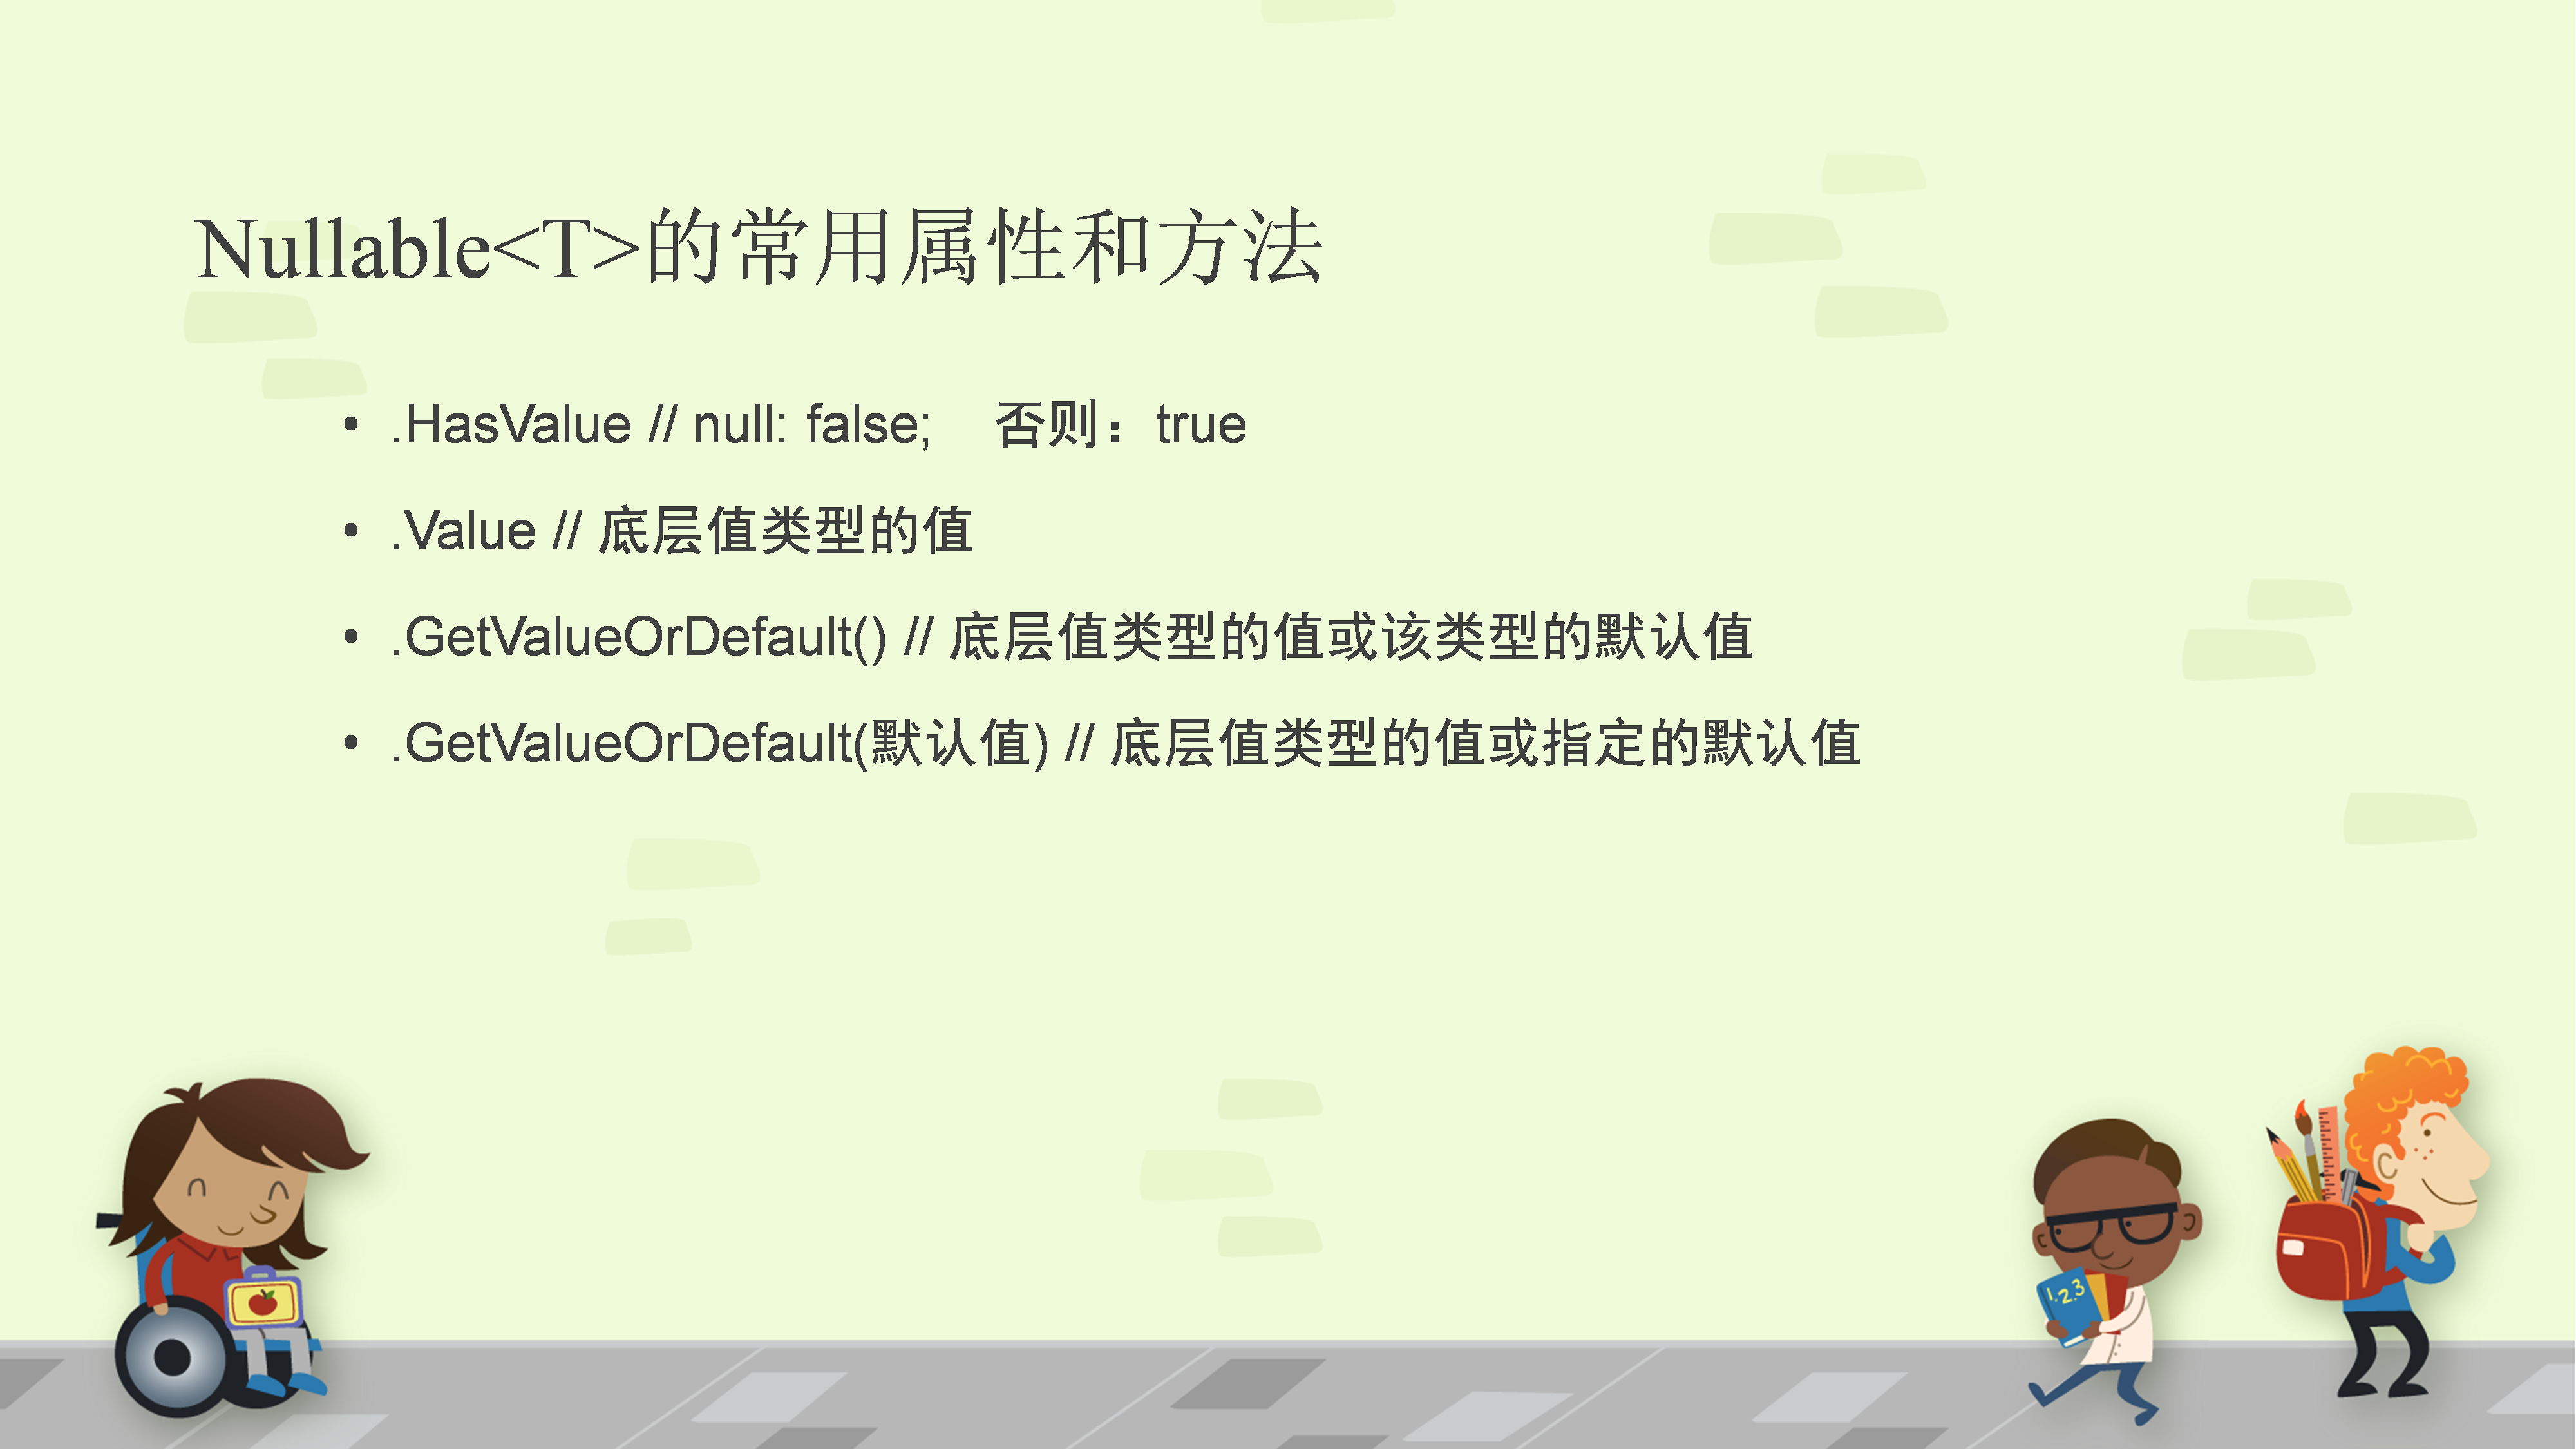 Nullable<T>的常用属性和方法
• .HasValue // null: false;    否则：true
• .Value // 底层值类型的值
• .GetValueOrDefault() // 底层值类型的值或该类型的默认值
• .GetValueOrDefault(默认值) // 底层值类型的值或指定的默认值
1.2.3